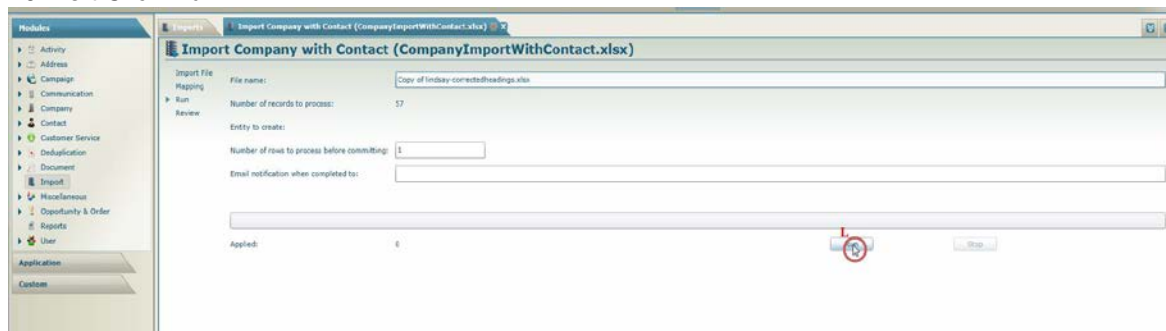 Modules
Activity
Address
Campaign
Communication
Company
Contact
Customer Service
Deduplication
Document
Import
Miscellaneous
Opportunity & Order
Reports
User
Application
Custom
Imports
Import Company with Contact (CompanyImportWithContact.xlsx)
Import Company with Contact (CompanyImportWithContact.xlsx)
Import File
Mapping
Run
Review
File name: Copy of lindsay-correctedheadings.xlsx
Number of records to process: 57
Entity to create:
Number of rows to process before committing: 1
Email notification when completed to:
Applied: 0
L
Stop